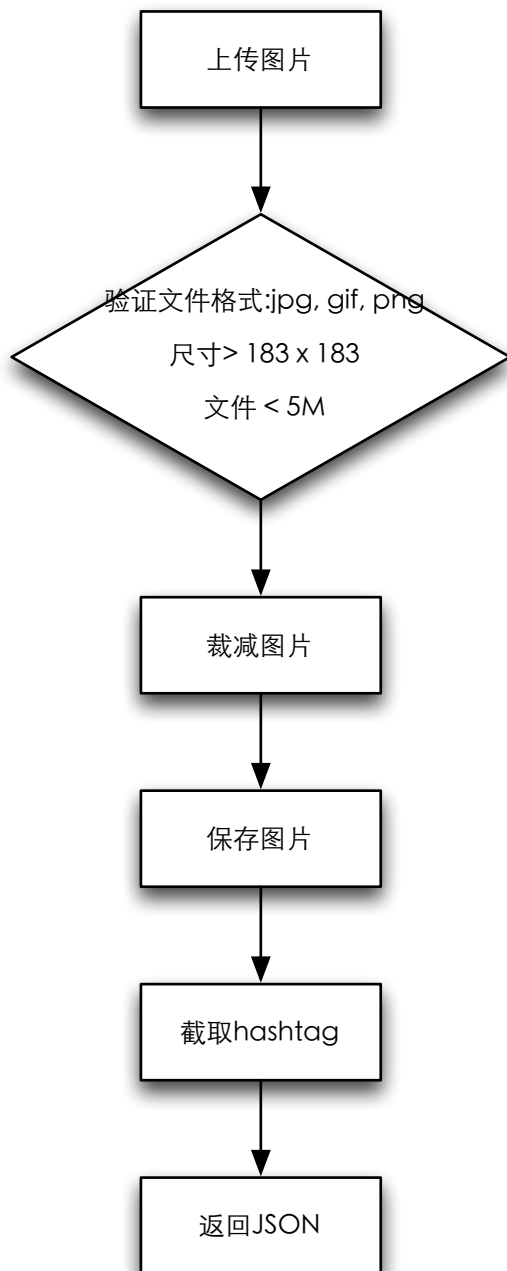 上传图片
验证文件格式:jpg, gif, png
尺寸> 183 x 183
文件 < 5M
裁减图片
保存图片
截取hashtag
返回JSON